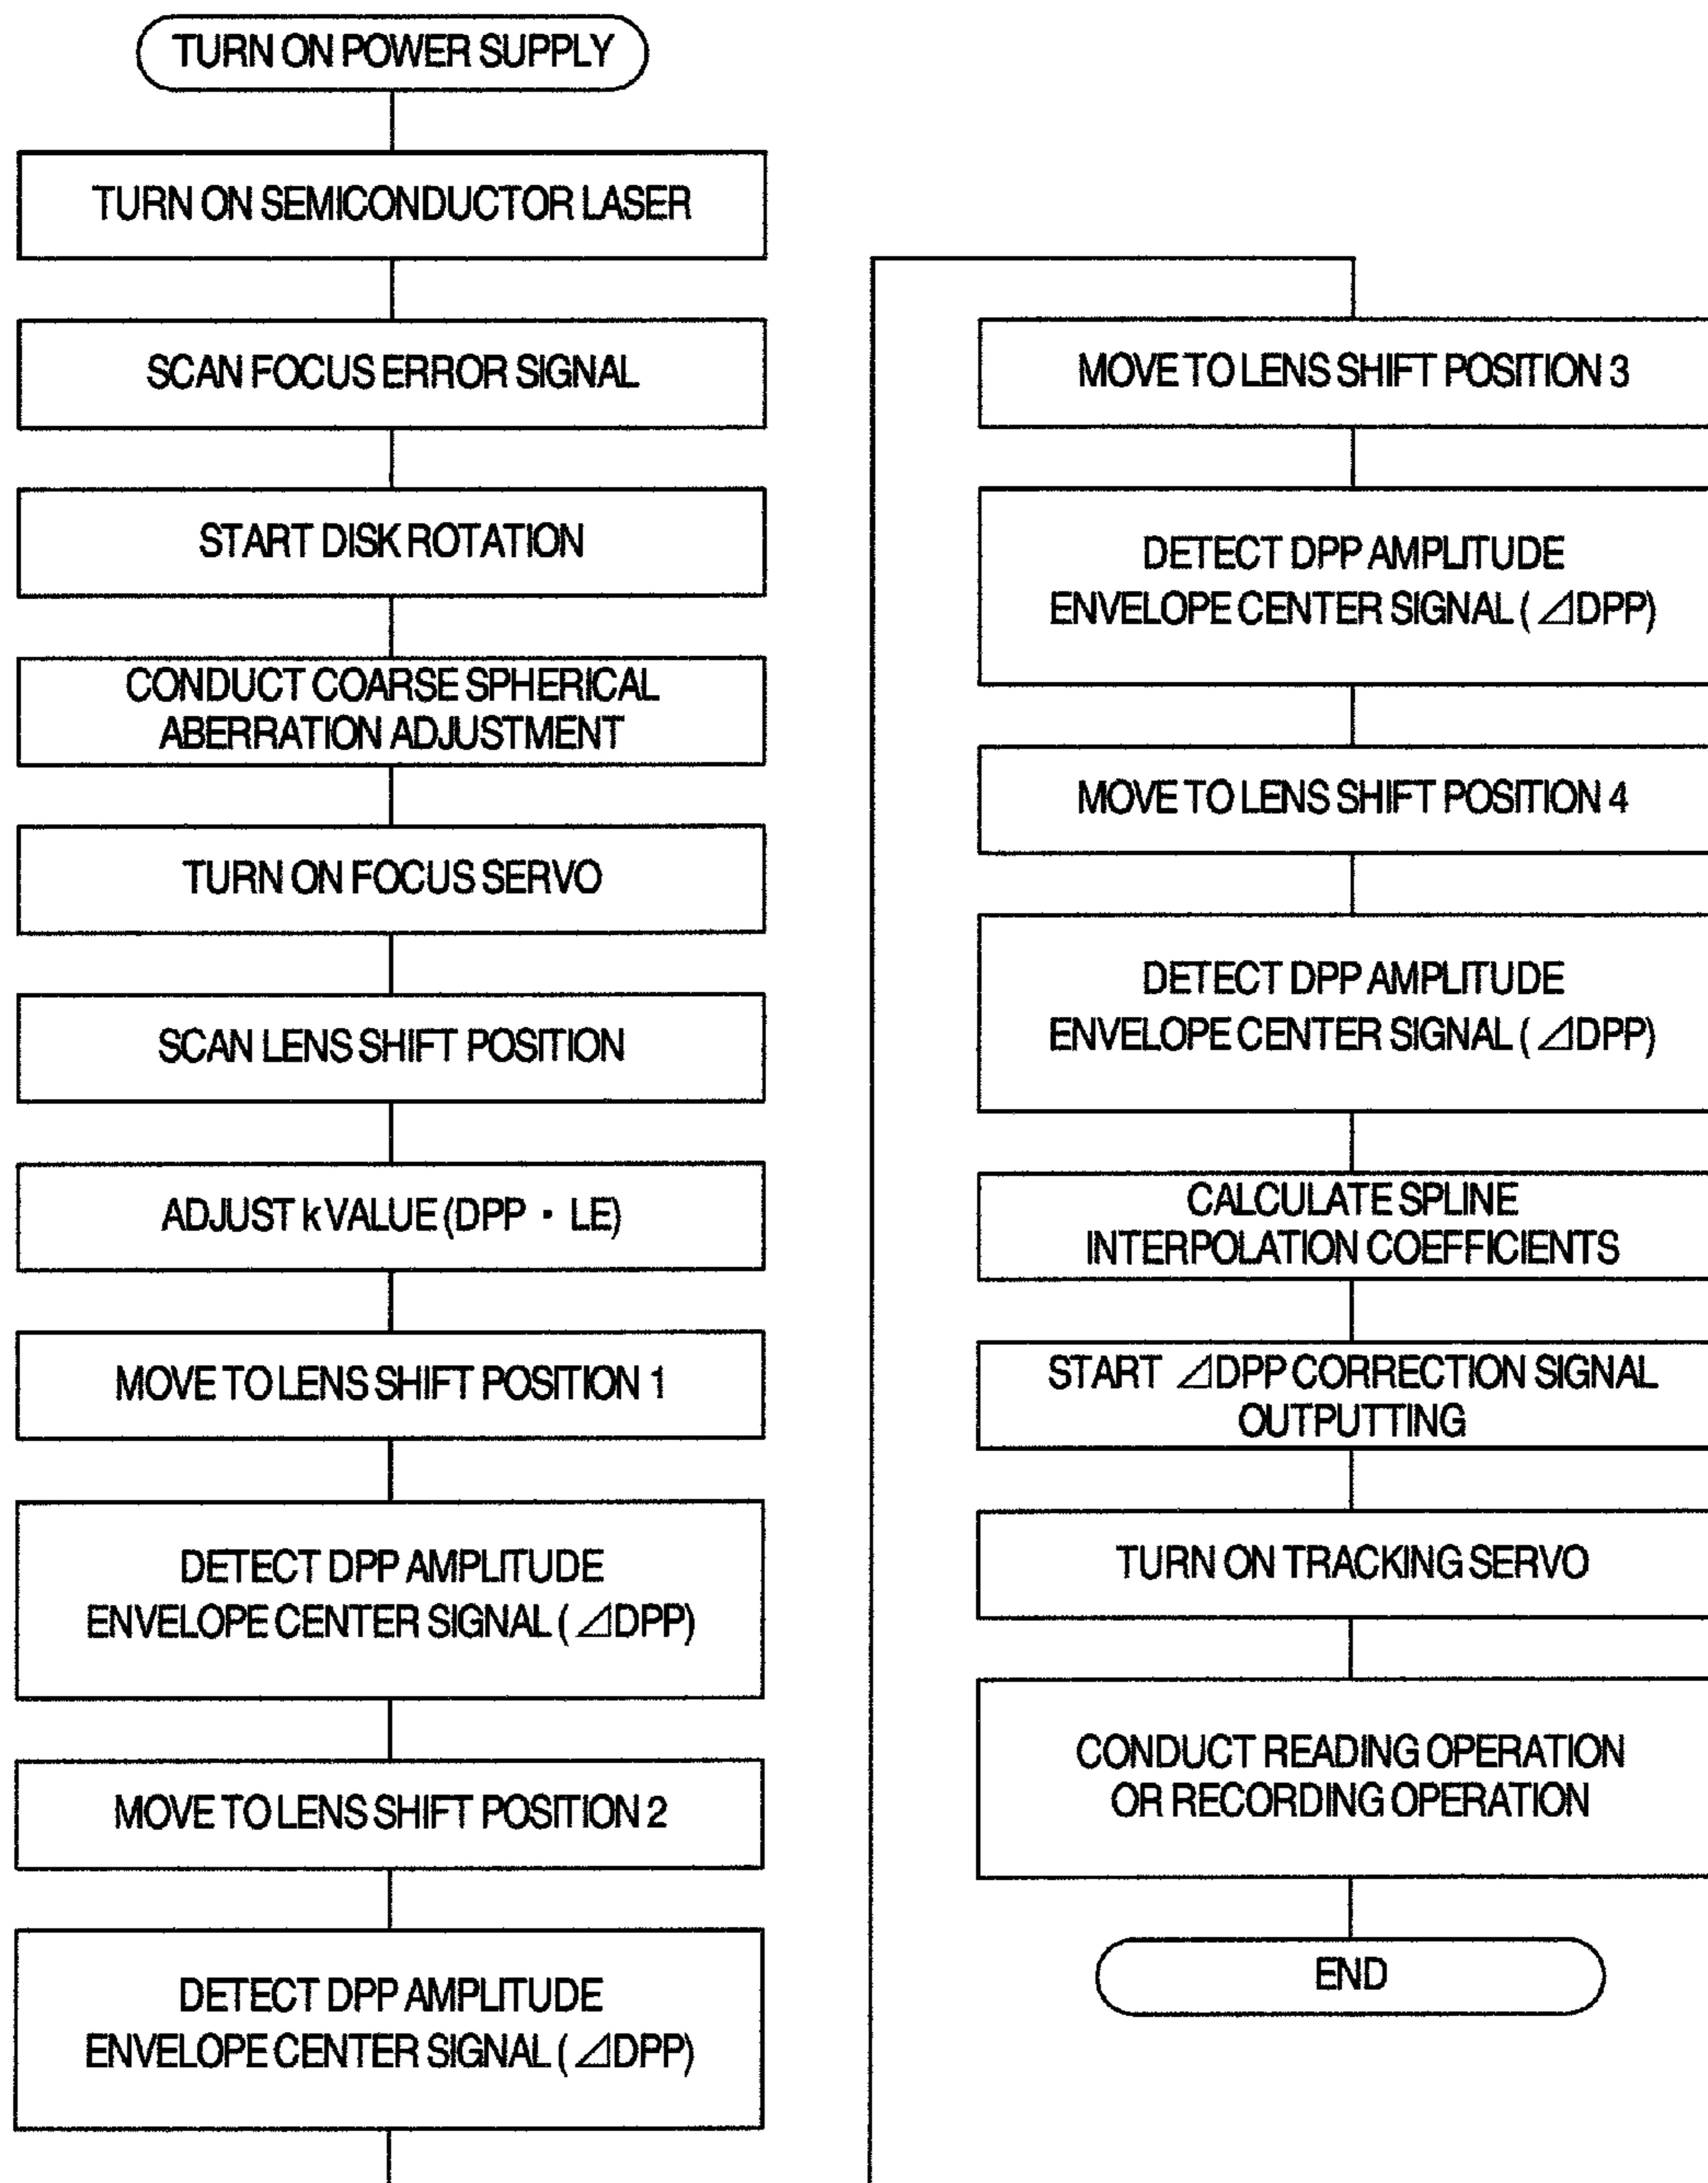 TURN ON POWER SUPPLY
TURN ON SEMICONDUCTOR LASER
SCAN FOCUS ERROR SIGNAL
START DISK ROTATION
CONDUCT COARSE SPHERICAL
ABERRATION ADJUSTMENT
TURN ON FOCUS SERVO
SCAN LENS SHIFT POSITION
ADJUST k VALUE (DPP・LE)
MOVE TO LENS SHIFT POSITION 1
DETECT DPP AMPLITUDE
ENVELOPE CENTER SIGNAL (⊿DPP)
MOVE TO LENS SHIFT POSITION 2
DETECT DPP AMPLITUDE
ENVELOPE CENTER SIGNAL (⊿DPP)
MOVE TO LENS SHIFT POSITION 3
DETECT DPP AMPLITUDE
ENVELOPE CENTER SIGNAL (⊿DPP)
MOVE TO LENS SHIFT POSITION 4
DETECT DPP AMPLITUDE
ENVELOPE CENTER SIGNAL (⊿DPP)
CALCULATE SPLINE
INTERPOLATION COEFFICIENTS
START ⊿DPP CORRECTION SIGNAL
OUTPUTTING
TURN ON TRACKING SERVO
CONDUCT READING OPERATION
OR RECORDING OPERATION
END